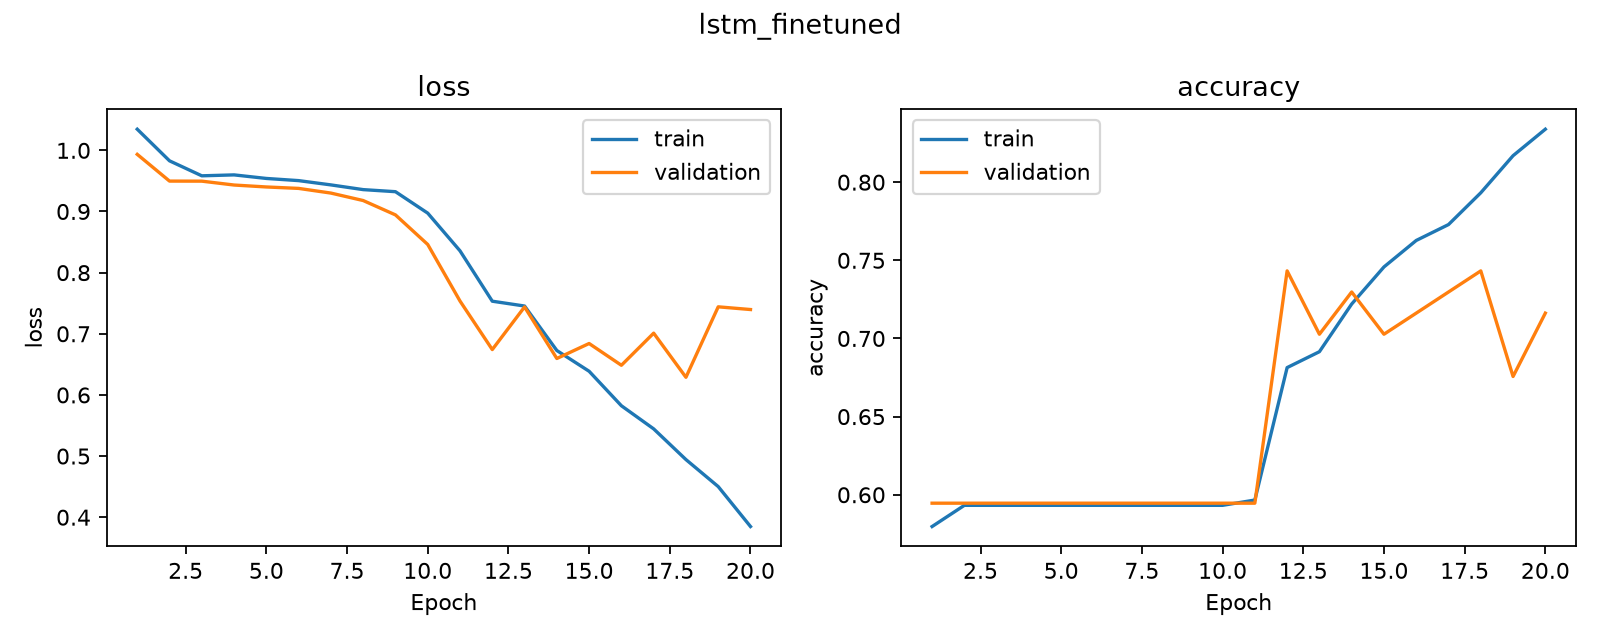 lstm_finetuned
loss
train
validation
1.0
0.9
0.8
0.7
0.6
0.5
0.4
loss
2.5 5.0 7.5 10.0 12.5 15.0 17.5 20.0
Epoch
accuracy
train
validation
0.80
0.75
0.70
0.65
0.60
accuracy
2.5 5.0 7.5 10.0 12.5 15.0 17.5 20.0
Epoch